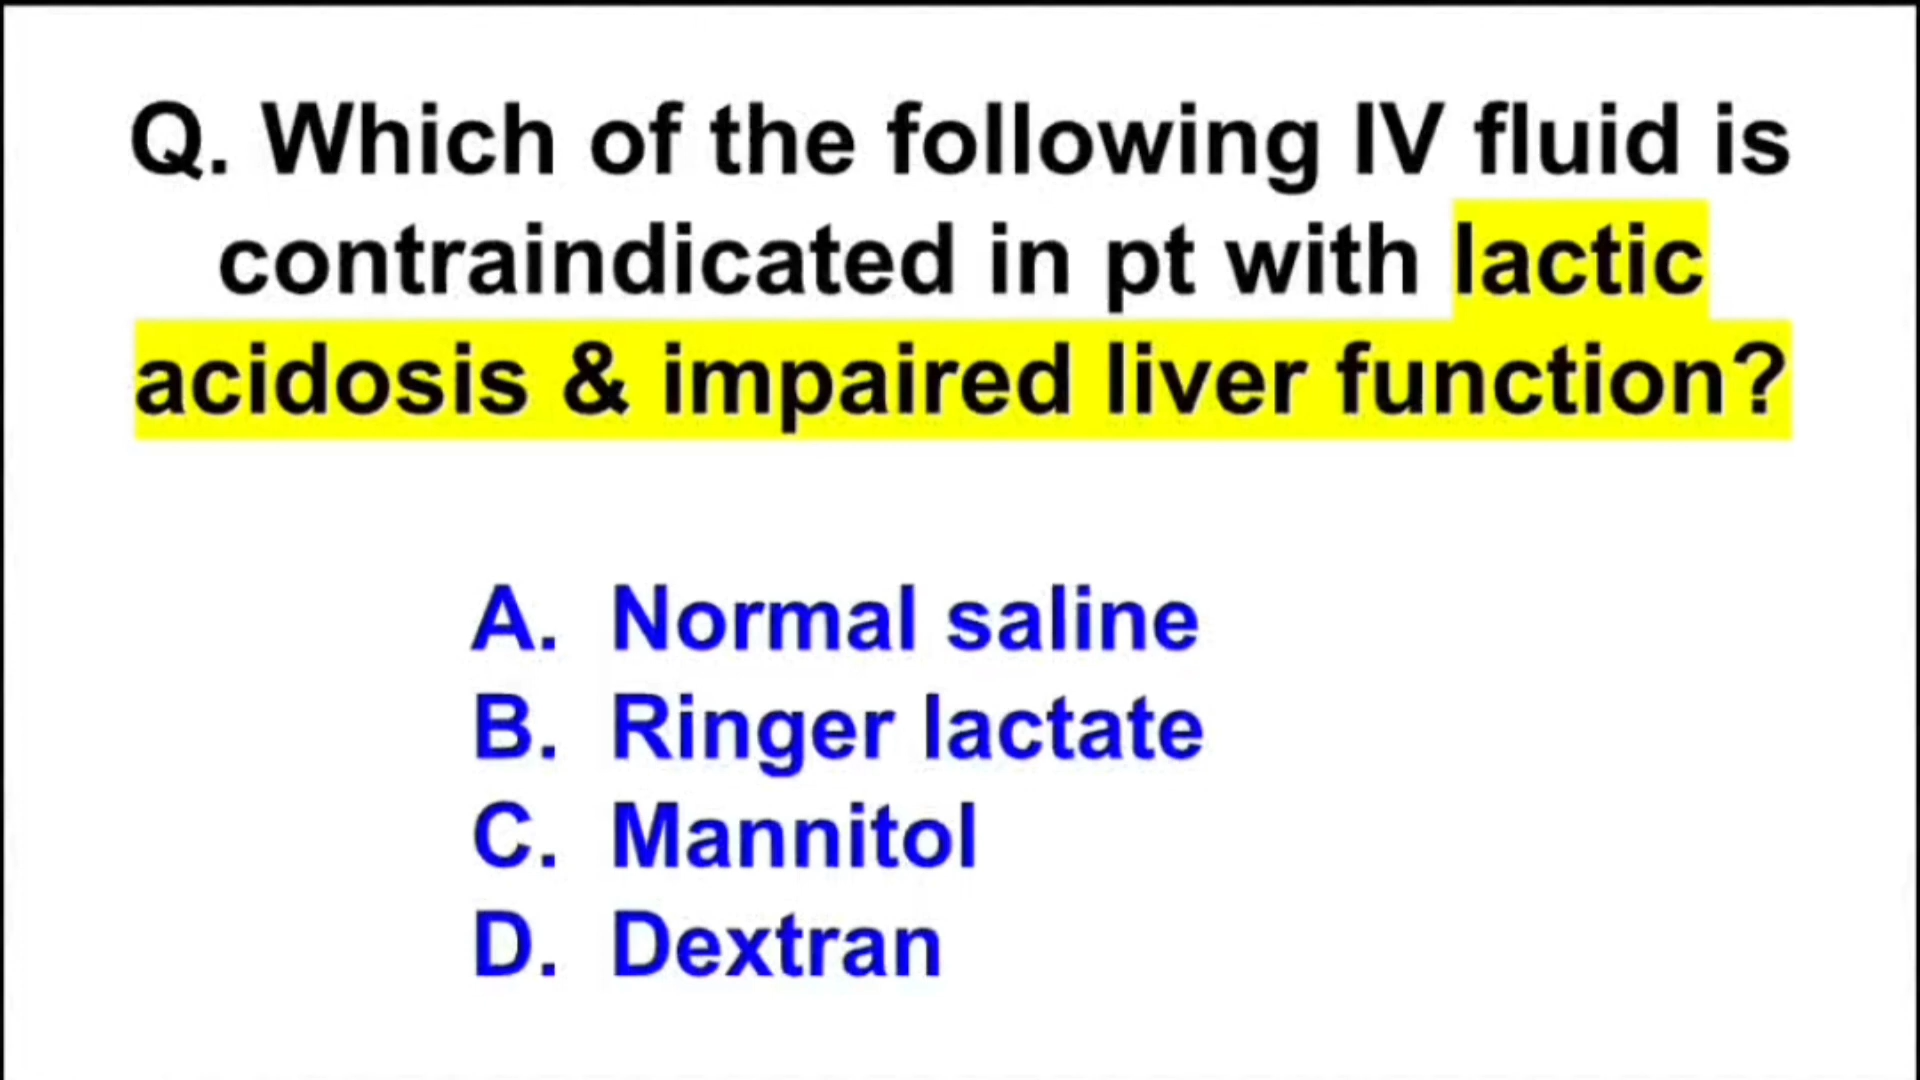 Q. Which of the following IV fluid is
contraindicated in pt with lactic
acidosis & impaired liver function?
A. Normal saline
B. Ringer lactate
C. Mannitol
D. Dextran